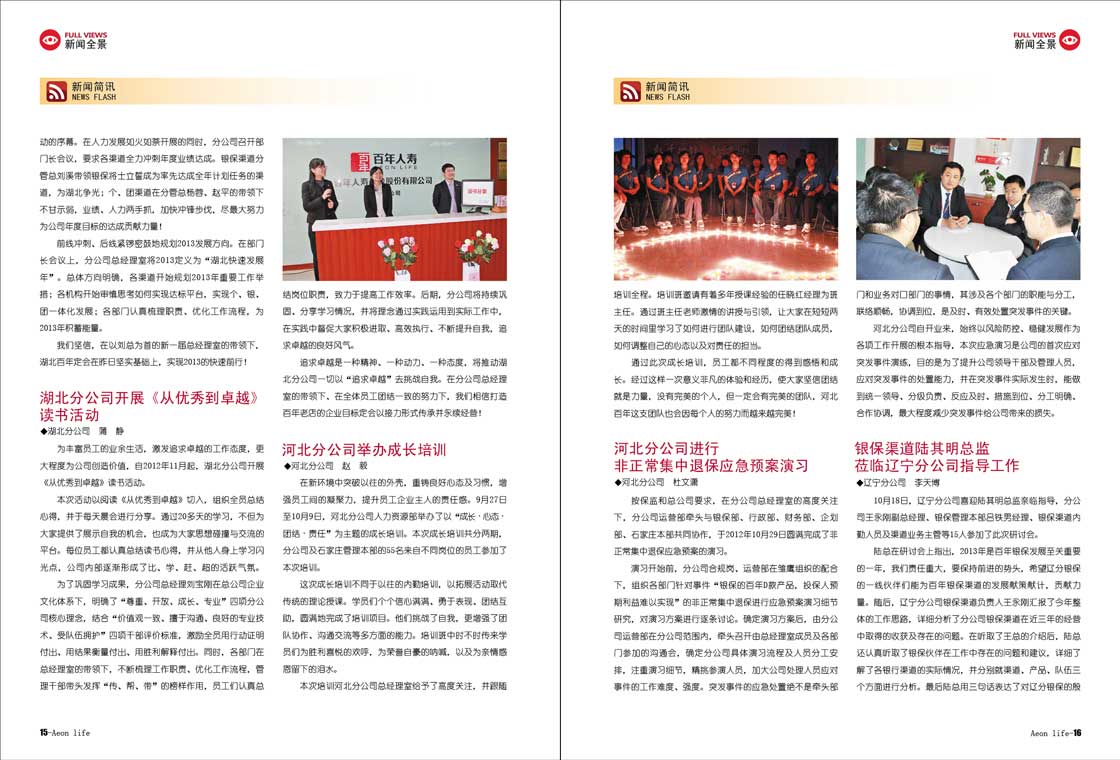 FULL VIEWS
新闻全景
新闻简讯
NEWS FLASH
动的序幕。在人力发展如火如荼开展的同时，分公司召开部
门长会议，要求各渠道全力冲刺年度业绩达成。银保渠道分
管总刘溪带领银保将士立誓成为率先达成全年计划任务的渠
道，为湖北争光；个、团渠道在分管总杨蓉、赵平的带领下
不甘示弱，业绩、人力两手抓，加快冲锋步伐，尽最大努力
为公司年度目标的达成贡献力量！
前线冲刺、后线紧锣密鼓地规划2013发展方向。在部门
长会议上，分公司总经理室将2013定义为“湖北快速发展
年”。总体方向明确，各渠道开始规划2013年重要工作举
措；各机构开始审慎思考如何实现达标平台，实现个、银、
团一体化发展；各部门认真梳理职责、优化工作流程，为
2013年积蓄能量。
我们坚信，在以刘总为首的新一届总经理室的带领下，
湖北百年定会在昨日坚实基础上，实现2013的快速前行！
湖北分公司开展《从优秀到卓越》
读书活动
◆湖北分公司 蒲 静
为丰富员工的业余生活，激发追求卓越的工作态度，更
大程度为公司创造价值，自2012年11月起，湖北分公司开展
《从优秀到卓越》读书活动。
本次活动以阅读《从优秀到卓越》切入，组织全员总结
心得，并于每天晨会进行分享。通过20多天的学习，不但为
大家提供了展示自我的机会，也成为大家思想碰撞与交流的
平台。每位员工都认真总结读书心得，并从他人身上学习闪
光点，公司内部逐渐形成了比、学、赶、超的活跃气氛。
为了巩固学习成果，分公司总经理刘宝刚在总公司企业
文化体系下，明确了“尊重、开放、成长、专业”四项分公
司核心理念，结合“价值观一致、擅于沟通、良好的专业技
术、受队伍拥护”四项干部评价标准，激励全员用行动证明
付出、用结果衡量付出、用胜利解释付出。同时，各部门在
总经理室的带领下，不断梳理工作职责、优化工作流程，管
理干部带头发挥“传、帮、带”的榜样作用，员工们认真总
百年人寿
AEON LIFE
结岗位职责，致力于提高工作效率。后期，分公司将持续巩
固、分享学习情况，并将理念通过实践运用到实际工作中，
在实践中督促大家积极进取、高效执行、不断提升自我，追
求卓越的良好风气。
追求卓越是一种精神、一种动力、一种态度，将推动湖
北分公司一切以“追求卓越”去挑战自我。在分公司总经理
室的带领下、在全体员工团结一致的努力下，我们相信打造
百年老店的企业目标定会以接力形式传承并永续经营！
河北分公司举办成长培训
◆河北分公司 赵 毅
在新环境中突破以往的外壳，重铸良好心态及习惯，增
强员工间的凝聚力，提升员工企业主人的责任感。9月27日
至10月9日，河北分公司人力资源部举办了以“成长·心态·
团结·责任”为主题的成长培训。本次成长培训共分两期，
分公司及石家庄管理本部的55名来自不同岗位的员工参加了
本次培训。
这次成长培训不同于以往的内勤培训，以拓展活动取代
传统的理论授课。学员们个个信心满满、勇于表现、团结互
助，圆满地完成了培训项目。他们挑战了自我，更增强了团
队协作、沟通交流等多方面的能力。培训班中时不时传来学
员们为胜利喜悦的欢呼，为荣誉自豪的呐喊，以及为亲情感
恩留下的泪水。
本次培训河北分公司总经理室给予了高度关注，并跟随
15-Aeon life
FULL VIEWS
新闻全景
新闻简讯
NEWS FLASH
培训全程。培训班邀请有着多年授课经验的任晓红经理为班
主任。通过班主任老师激情的讲授与引领，让大家在短短两
天的时间里学习了如何进行团队建设，如何团结团队成员，
如何调整自己的心态以及对责任的担当。
通过此次成长培训，员工都不同程度的得到感悟和成
长。经过这样一次意义非凡的体验和经历，使大家坚信团结
就是力量，没有完美的个人，但一定会有完美的团队，河北
百年这支团队也会因每个人的努力而越来越完美！
河北分公司进行
非正常集中退保应急预案演习
◆河北分公司 杜文潇
按保监和总公司要求，在分公司总经理室的高度关注
下，分公司运营部牵头与银保部、行政部、财务部、企划
部、石家庄本部共同协作，于2012年10月29日圆满完成了非
正常集中退保应急预案的演习。
演习开始前，分公司合规岗，运营部在雏鹰组织的配合
下，组织各部门针对事件“银保的百年D款产品，投保人预
期利益难以实现”的非正常集中退保进行应急预案演习细节
研究，对演习方案进行逐条讨论。确定演习方案后，由分公
司运营部在分公司范围内，牵头召开由总经理室成员及各部
门参加的沟通会，确定分公司具体演习流程及人员分工安
排，注重演习细节，精挑参演人员，加大公司处理人员应对
事件的工作难度，强度。突发事件的应急处置绝不是牵头部
门和业务对口部门的事情，其涉及各个部门的职能与分工，
联络顺畅，协调到位，是及时、有效处置突发事件的关键。
河北分公司自开业来，始终以风险防控、稳健发展作为
各项工作开展的根本指导，本次应急演习是公司的首次应对
突发事件演练，目的是为了提升公司领导干部及管理人员，
应对突发事件的处置能力，并在突发事件实际发生时，能做
到统一领导、分级负责、反应及时、措施到位、分工明确、
合作协调，最大程度减少突发事件给公司带来的损失。
银保渠道陆其明总监
莅临辽宁分公司指导工作
◆辽宁分公司 李天博
10月18日，辽宁分公司喜迎陆其明总监亲临指导，分公
司王永刚副总经理、银保管理本部吕铁男经理、银保渠道内
勤人员及渠道业务主管等15人参加了此次研讨会。
陆总在研讨会上指出，2013年是百年银保发展至关重要
的一年，我们责任重大，要保持前进的势头，希望辽分银保
的一线伙伴们能为百年银保渠道的发展献策献计，贡献力
量。随后，辽宁分公司银保渠道负责人王永刚汇报了今年整
体的工作思路，详细分析了分公司银保渠道在近三年的经营
中取得的收获及存在的问题。在听取了王总的介绍后，陆总
还认真听取了银保伙伴在工作中存在的问题和建议，详细了
解了各银行渠道的实际情况，并分别就渠道、产品、队伍三
个方面进行分析。最后陆总用三句话表达了对辽分银保的殷
Aeon life-16